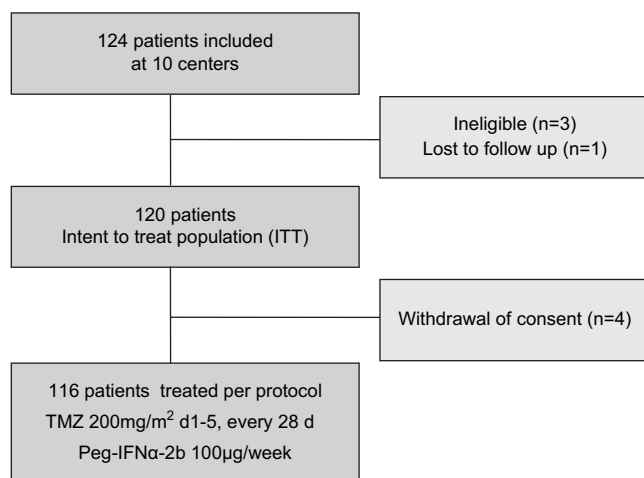 124 patients included
at 10 centers
Ineligible (n=3)
Lost to follow up (n=1)
120 patients
Intent to treat population (ITT)
Withdrawal of consent (n=4)
116 patients treated per protocol
TMZ 200mg/m² d1-5, every 28 d
Peg-IFNα-2b 100µg/week